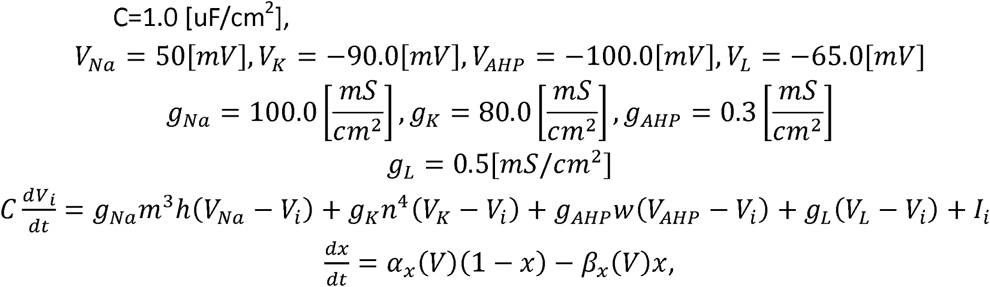 C=1.0 [uF/cm²],
V_Na = 50[mV], V_K = −90.0[mV], V_AHP = −100.0[mV], V_L = −65.0[mV]
g_Na = 100.0 [mS/cm²], g_K = 80.0 [mS/cm²], g_AHP = 0.3 [mS/cm²]
g_L = 0.5[mS/cm²]
C dV_i/dt = g_Na m³h(V_Na − V_i) + g_K n⁴(V_K − V_i) + g_AHP w(V_AHP − V_i) + g_L(V_L − V_i) + I_i
dx/dt = α_x(V)(1 − x) − β_x(V)x,